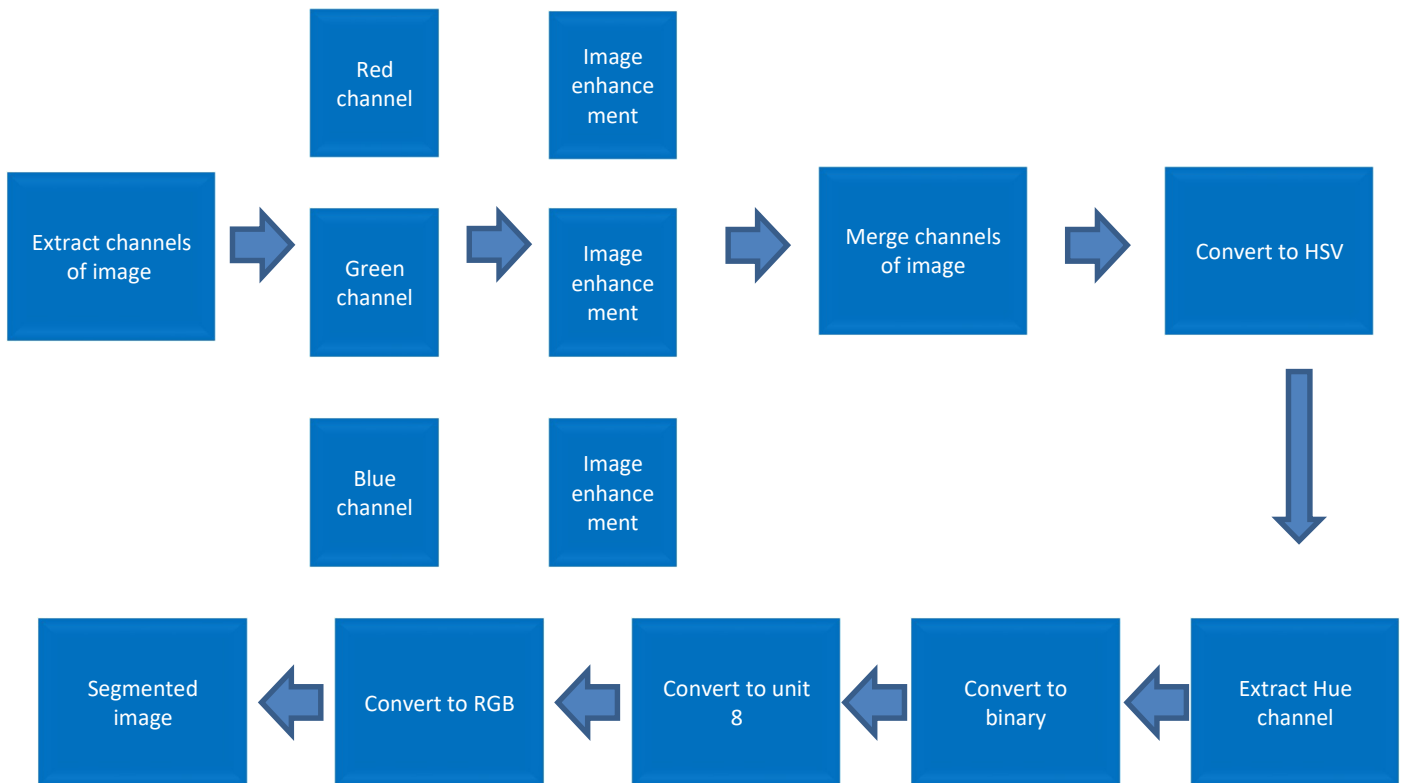 Extract channels
of image
Red
channel
Green
channel
Blue
channel
Image
enhance
ment
Image
enhance
ment
Image
enhance
ment
Merge channels
of image
Convert to HSV
Extract Hue
channel
Convert to
binary
Convert to unit
8
Convert to RGB
Segmented
image